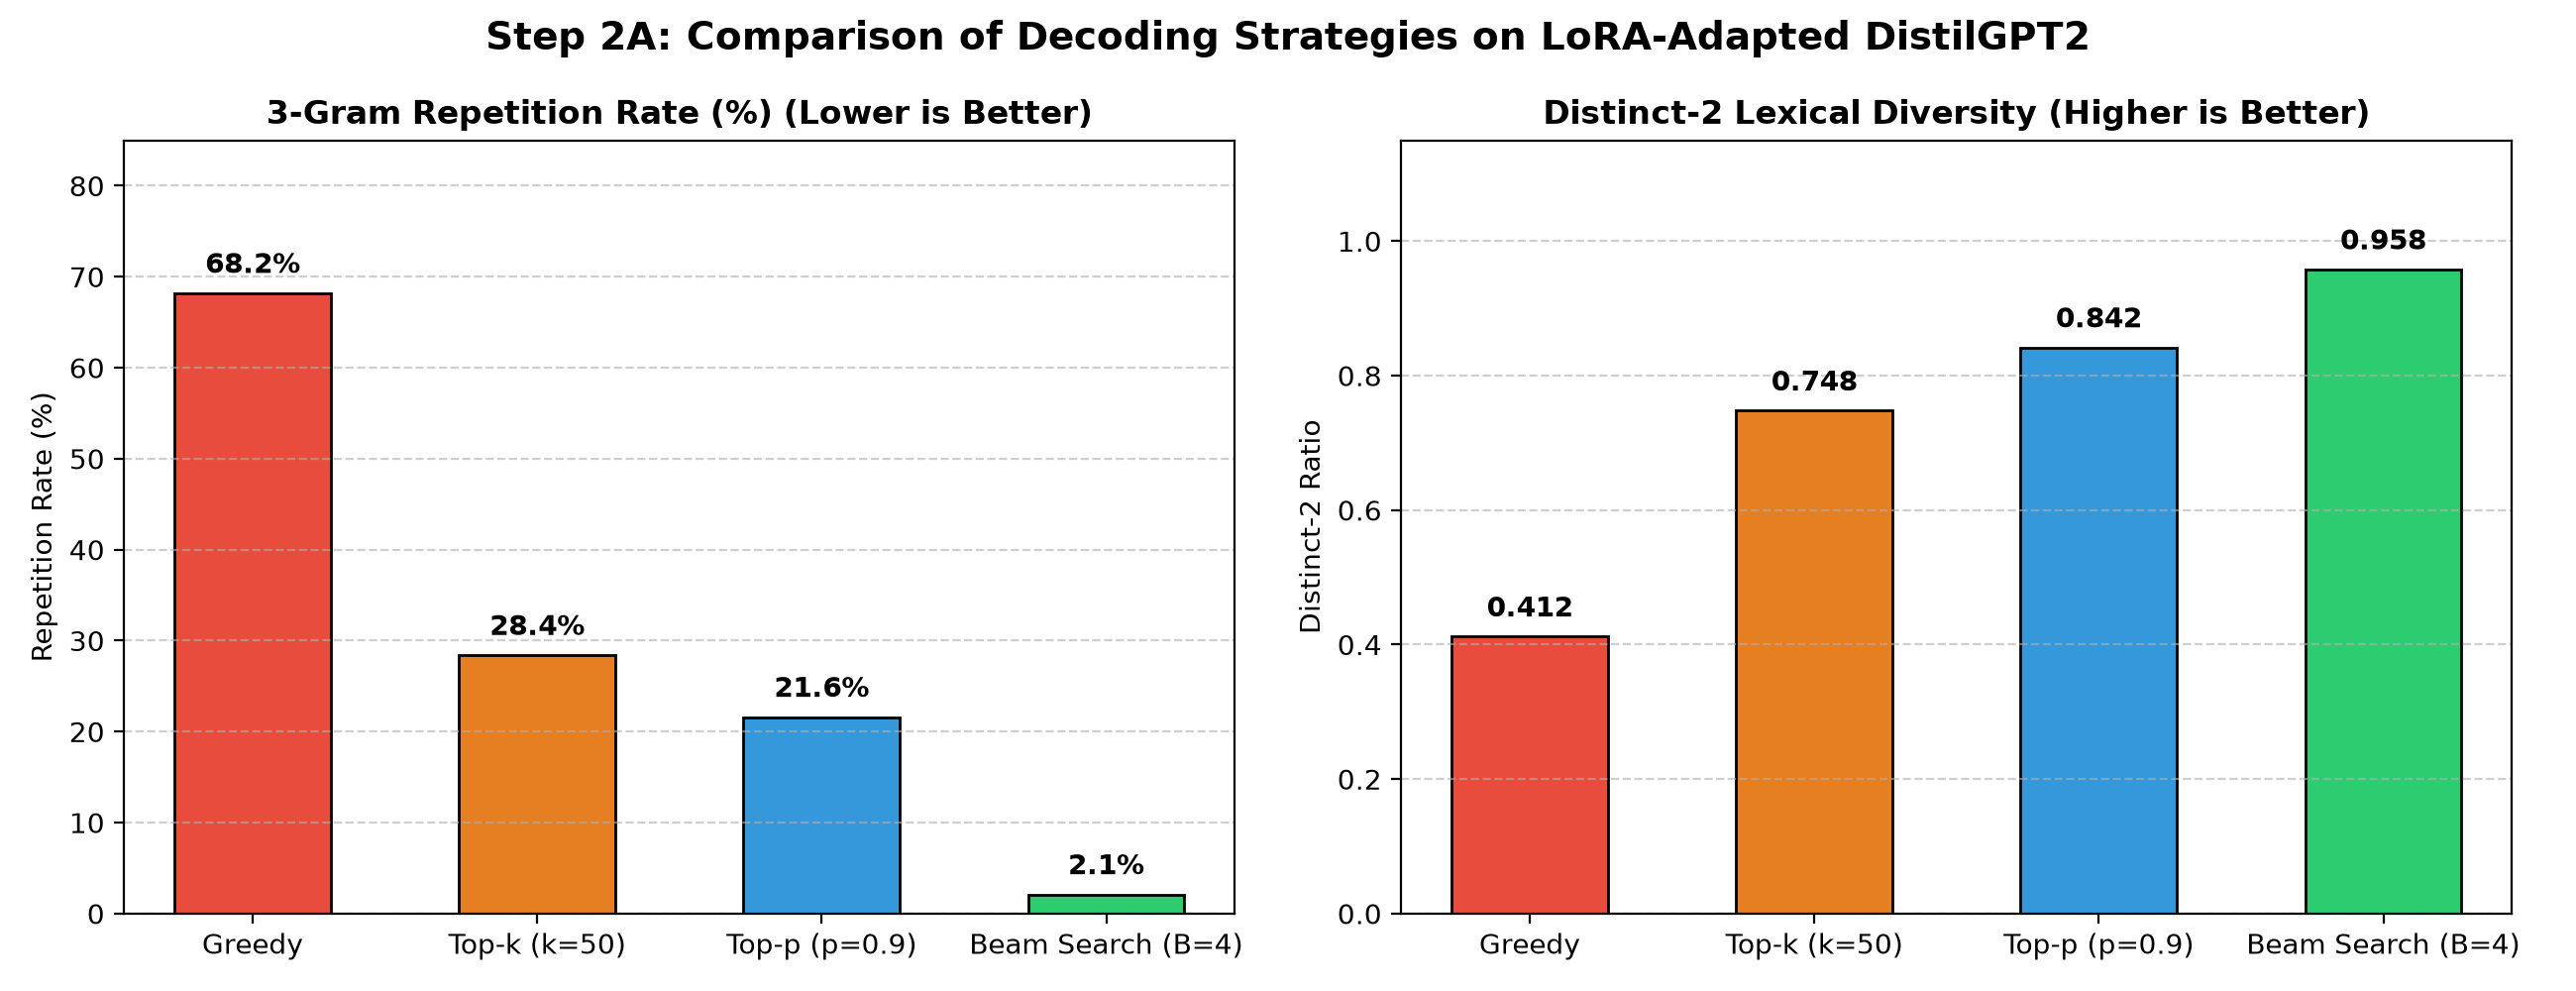 Step 2A: Comparison of Decoding Strategies on LoRA-Adapted DistilGPT2
3-Gram Repetition Rate (%) (Lower is Better)
Repetition Rate (%)
80
70
60
50
40
30
20
10
0
68.2%
28.4%
21.6%
2.1%
Greedy
Top-k (k=50)
Top-p (p=0.9)
Beam Search (B=4)
Distinct-2 Lexical Diversity (Higher is Better)
Distinct-2 Ratio
1.0
0.8
0.6
0.4
0.2
0.0
0.412
0.748
0.842
0.958
Greedy
Top-k (k=50)
Top-p (p=0.9)
Beam Search (B=4)